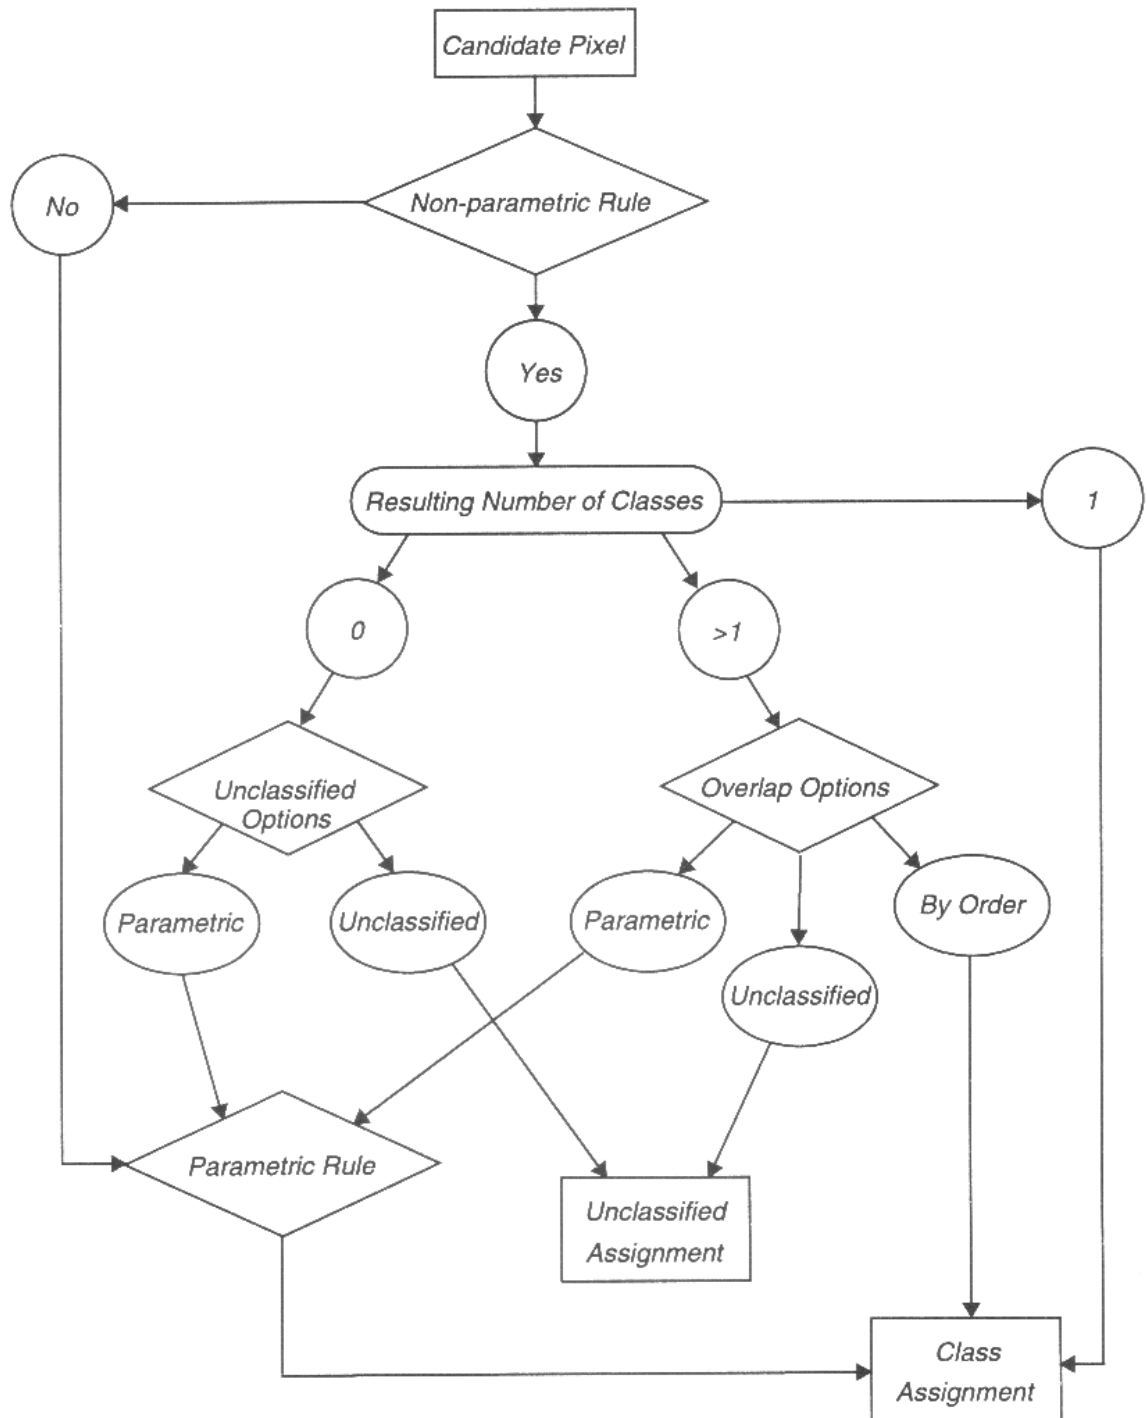 Candidate Pixel
Non-parametric Rule
No
Yes
Resulting Number of Classes
1
0
>1
Unclassified
Options
Overlap Options
Parametric
Unclassified
Parametric
By Order
Unclassified
Parametric Rule
Unclassified
Assignment
Class
Assignment